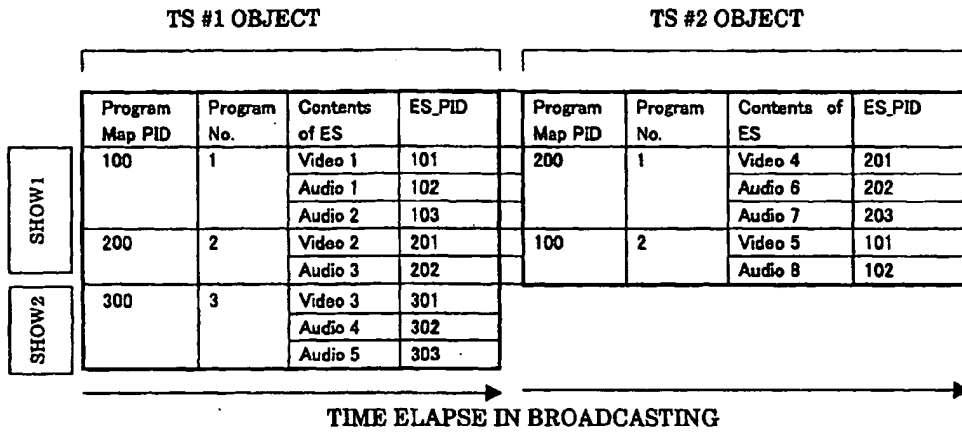 TS #1 OBJECT TS #2 OBJECT
Program Map PID Program No. Contents of ES ES_PID Program Map PID Program No. Contents of ES ES_PID
SHOW1
100 1 Video 1 101 200 1 Video 4 201
Audio 1 102 Audio 6 202
Audio 2 103 Audio 7 203
200 2 Video 2 201 100 2 Video 5 101
Audio 3 202 Audio 8 102
SHOW2
300 3 Video 3 301
Audio 4 302
Audio 5 303
TIME ELAPSE IN BROADCASTING